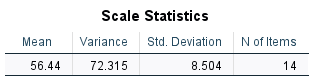 Scale Statistics
Mean Variance Std. Deviation N of Items
56.44 72.315 8.504 14